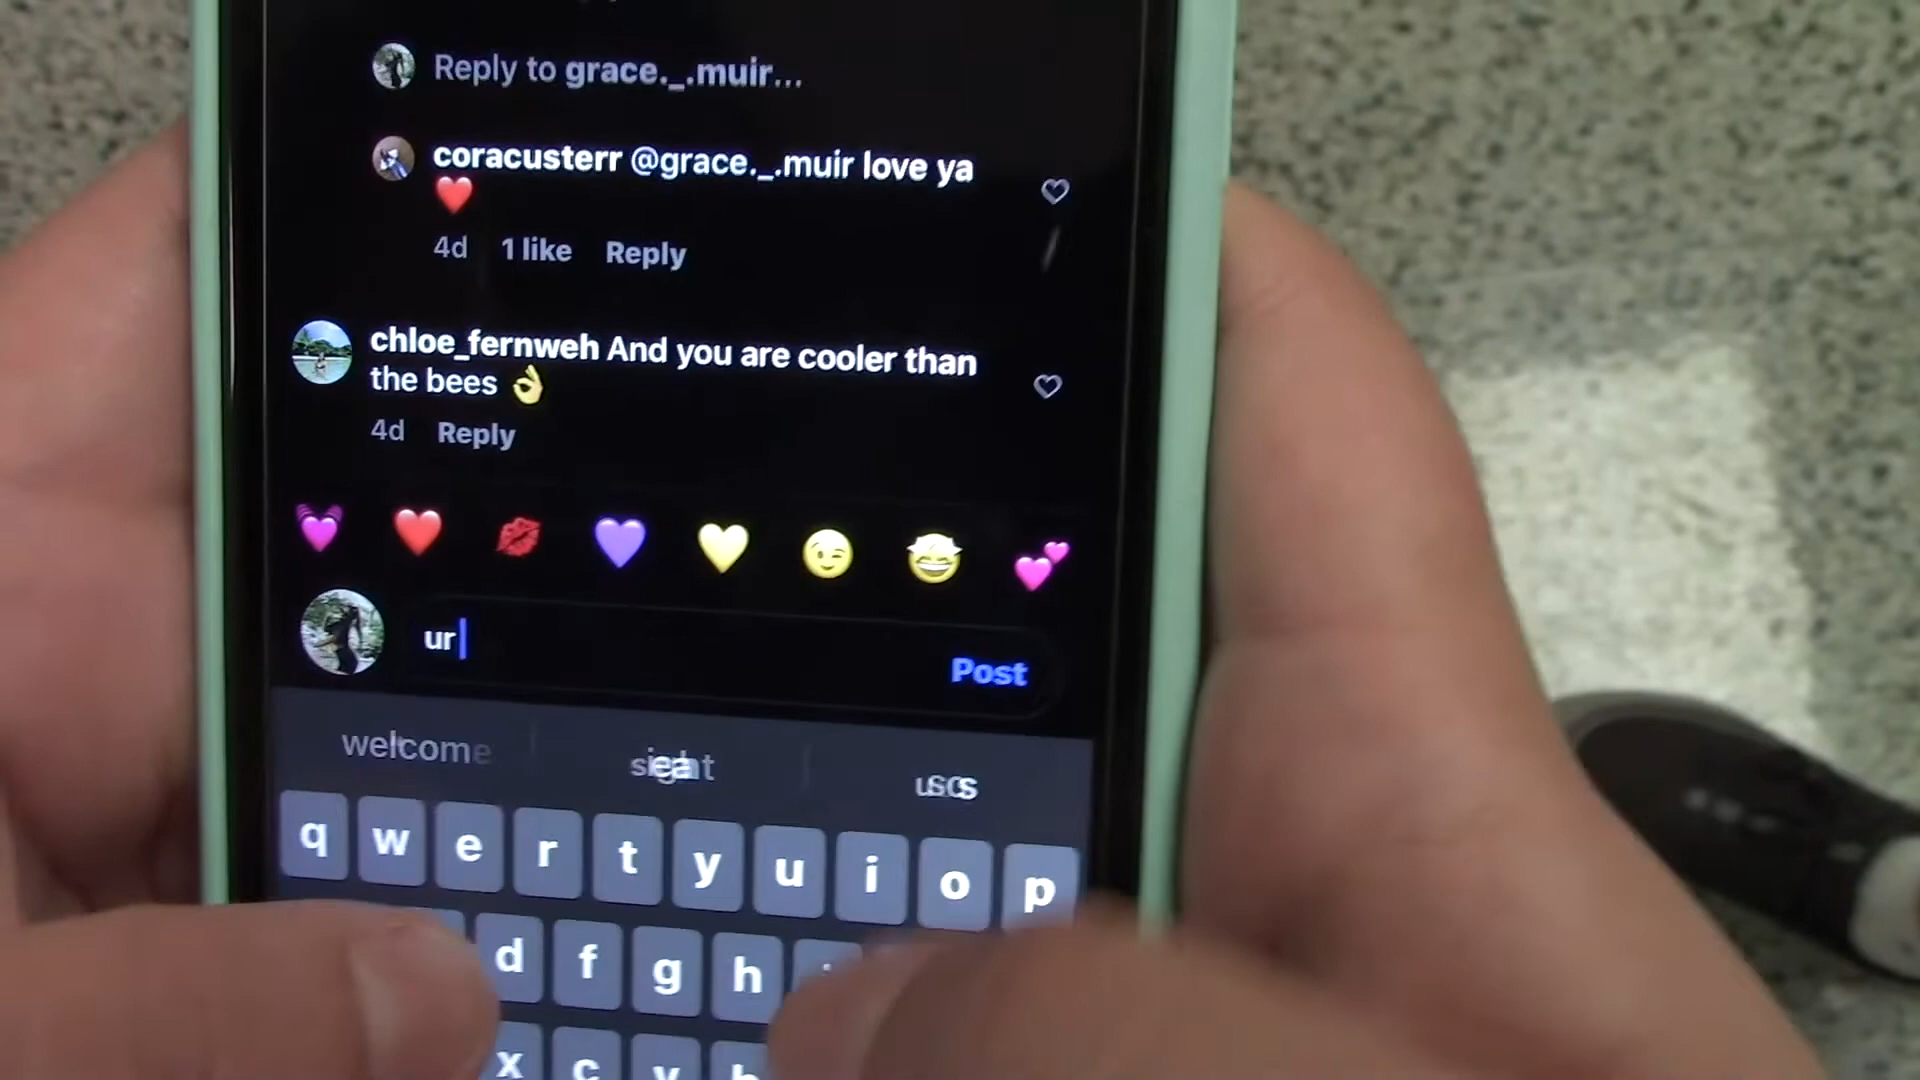 Reply to grace._.muir...
coracusterr @grace._.muir love ya
4d 1 like Reply
chloe_fernweh And you are cooler than
the bees
4d Reply
ur
Post
welcome
q w e r t y u i o p
d f g h
x c v b